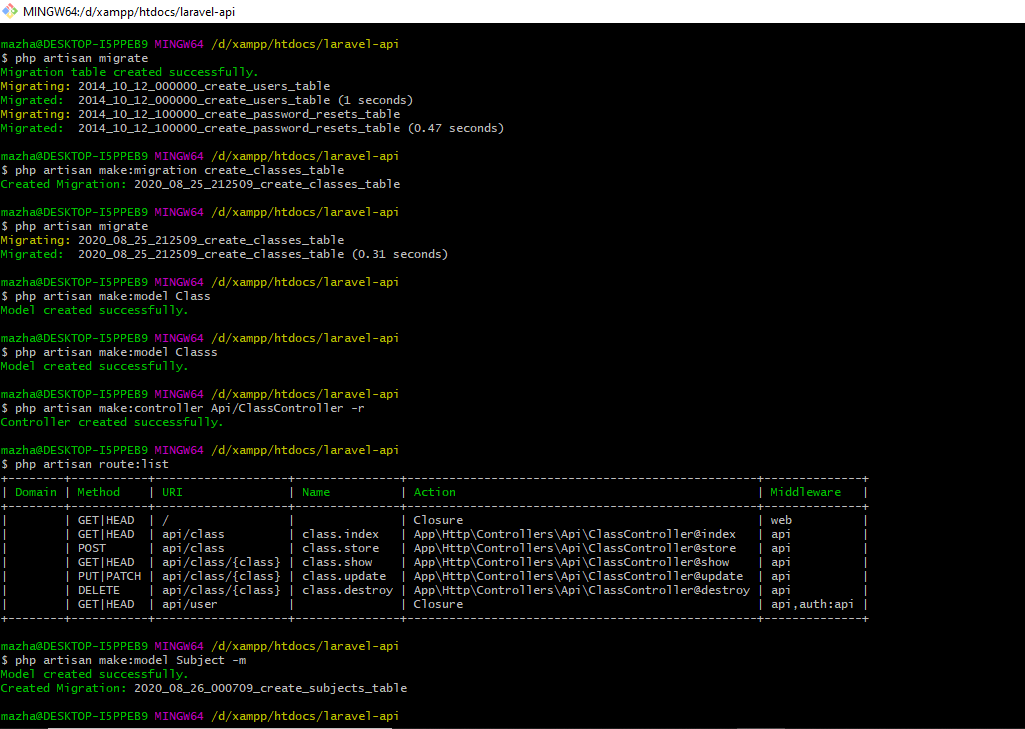 MINGW64:/d/xampp/htdocs/laravel-api
mazha@DESKTOP-I5PPEB9 MINGW64 /d/xampp/htdocs/laravel-api
$ php artisan migrate
Migration table created successfully.
Migrating: 2014_10_12_000000_create_users_table
Migrated:  2014_10_12_000000_create_users_table (1 seconds)
Migrating: 2014_10_12_100000_create_password_resets_table
Migrated:  2014_10_12_100000_create_password_resets_table (0.47 seconds)
mazha@DESKTOP-I5PPEB9 MINGW64 /d/xampp/htdocs/laravel-api
$ php artisan make:migration create_classes_table
Created Migration: 2020_08_25_212509_create_classes_table
mazha@DESKTOP-I5PPEB9 MINGW64 /d/xampp/htdocs/laravel-api
$ php artisan migrate
Migrating: 2020_08_25_212509_create_classes_table
Migrated:  2020_08_25_212509_create_classes_table (0.31 seconds)
mazha@DESKTOP-I5PPEB9 MINGW64 /d/xampp/htdocs/laravel-api
$ php artisan make:model Class
Model created successfully.
mazha@DESKTOP-I5PPEB9 MINGW64 /d/xampp/htdocs/laravel-api
$ php artisan make:model Classs
Model created successfully.
mazha@DESKTOP-I5PPEB9 MINGW64 /d/xampp/htdocs/laravel-api
$ php artisan make:controller Api/ClassController -r
Controller created successfully.
mazha@DESKTOP-I5PPEB9 MINGW64 /d/xampp/htdocs/laravel-api
$ php artisan route:list
+--------+-----------+-------------------+---------------+--------------------------------------------------+--------------+
| Domain | Method    | URI               | Name          | Action                                           | Middleware   |
+--------+-----------+-------------------+---------------+--------------------------------------------------+--------------+
|        | GET|HEAD  | /                 |               | Closure                                          | web          |
|        | GET|HEAD  | api/class         | class.index   | App\Http\Controllers\Api\ClassController@index   | api          |
|        | POST      | api/class         | class.store   | App\Http\Controllers\Api\ClassController@store   | api          |
|        | GET|HEAD  | api/class/{class} | class.show    | App\Http\Controllers\Api\ClassController@show    | api          |
|        | PUT|PATCH | api/class/{class} | class.update  | App\Http\Controllers\Api\ClassController@update  | api          |
|        | DELETE    | api/class/{class} | class.destroy | App\Http\Controllers\Api\ClassController@destroy | api          |
|        | GET|HEAD  | api/user          |               | Closure                                          | api,auth:api |
+--------+-----------+-------------------+---------------+--------------------------------------------------+--------------+
mazha@DESKTOP-I5PPEB9 MINGW64 /d/xampp/htdocs/laravel-api
$ php artisan make:model Subject -m
Model created successfully.
Created Migration: 2020_08_26_000709_create_subjects_table
mazha@DESKTOP-I5PPEB9 MINGW64 /d/xampp/htdocs/laravel-api